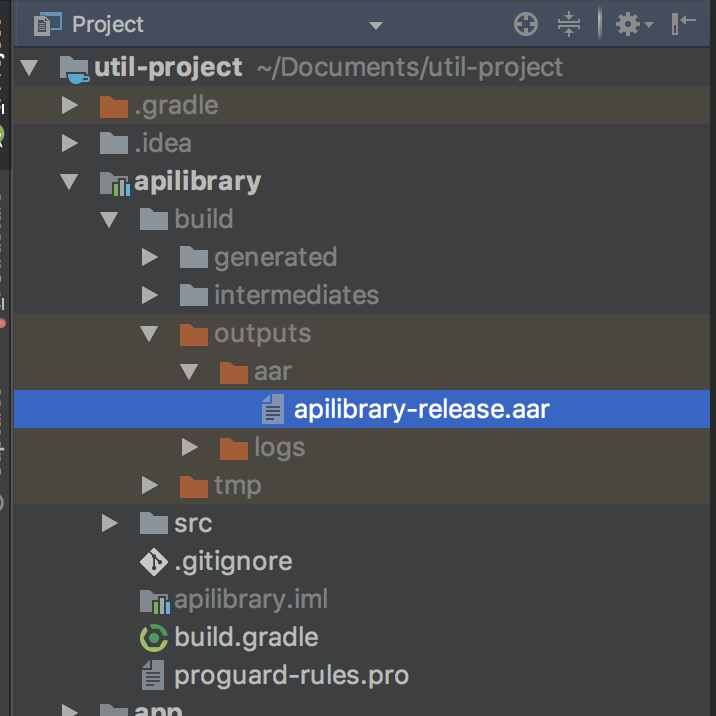 Project
util-project ~/Documents/util-project
.gradle
.idea
apilibrary
build
generated
intermediates
outputs
aar
apilibrary-release.aar
logs
tmp
src
.gitignore
apilibrary.iml
build.gradle
proguard-rules.pro
app